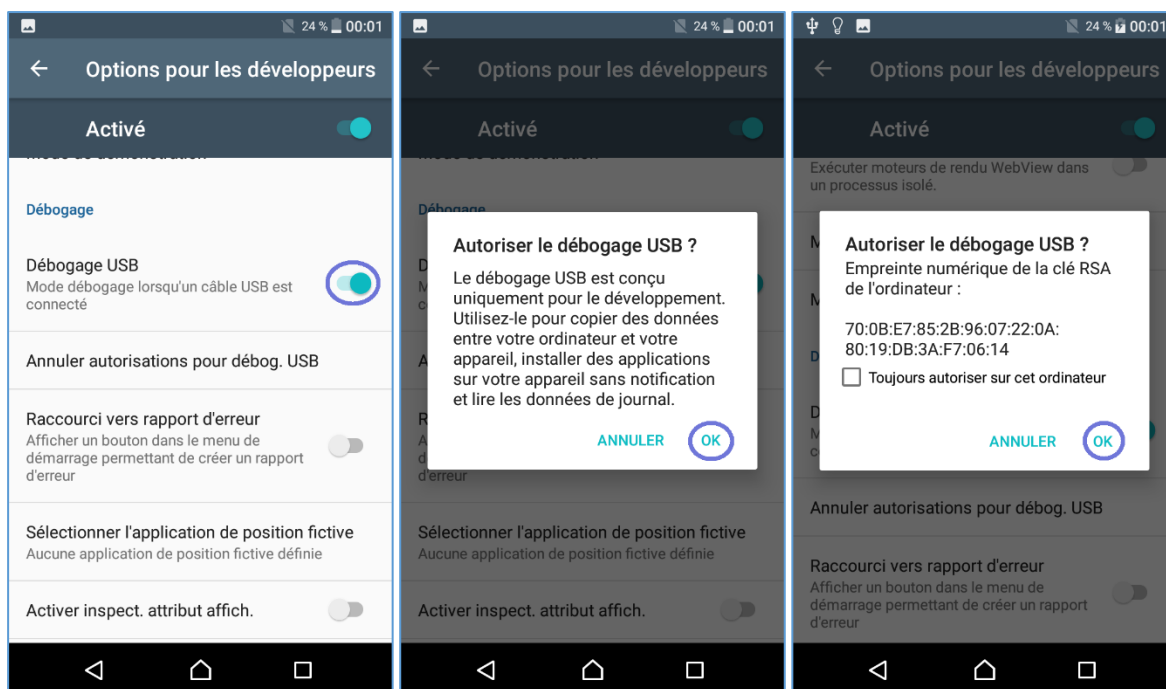 24 % 00:01
Options pour les développeurs
Activé
Mode de démonstration
Débogage
Débogage USB
Mode débogage lorsqu'un câble USB est
connecté
Annuler autorisations pour débog. USB
Raccourci vers rapport d'erreur
Afficher un bouton dans le menu de
démarrage permettant de créer un rapport
d'erreur
Sélectionner l'application de position fictive
Aucune application de position fictive définie
Activer inspect. attribut affich.
24 % 00:01
Options pour les développeurs
Activé
Débogage
Autoriser le débogage USB ?
Le débogage USB est conçu
uniquement pour le développement.
Utilisez-le pour copier des données
entre votre ordinateur et votre
appareil, installer des applications
sur votre appareil sans notification
et lire les données de journal.
ANNULER OK
d'erreur
Sélectionner l'application de position fictive
Aucune application de position fictive définie
Activer inspect. attribut affich.
24 % 00:01
Options pour les développeurs
Activé
Exécuter moteurs de rendu WebView dans
un processus isolé.
Autoriser le débogage USB ?
Empreinte numérique de la clé RSA
de l'ordinateur :
70:0B:E7:85:2B:96:07:22:0A:
80:19:DB:3A:F7:06:14
Toujours autoriser sur cet ordinateur
ANNULER OK
Annuler autorisations pour débog. USB
Raccourci vers rapport d'erreur
Afficher un bouton dans le menu de
démarrage permettant de créer un rapport
d'erreur